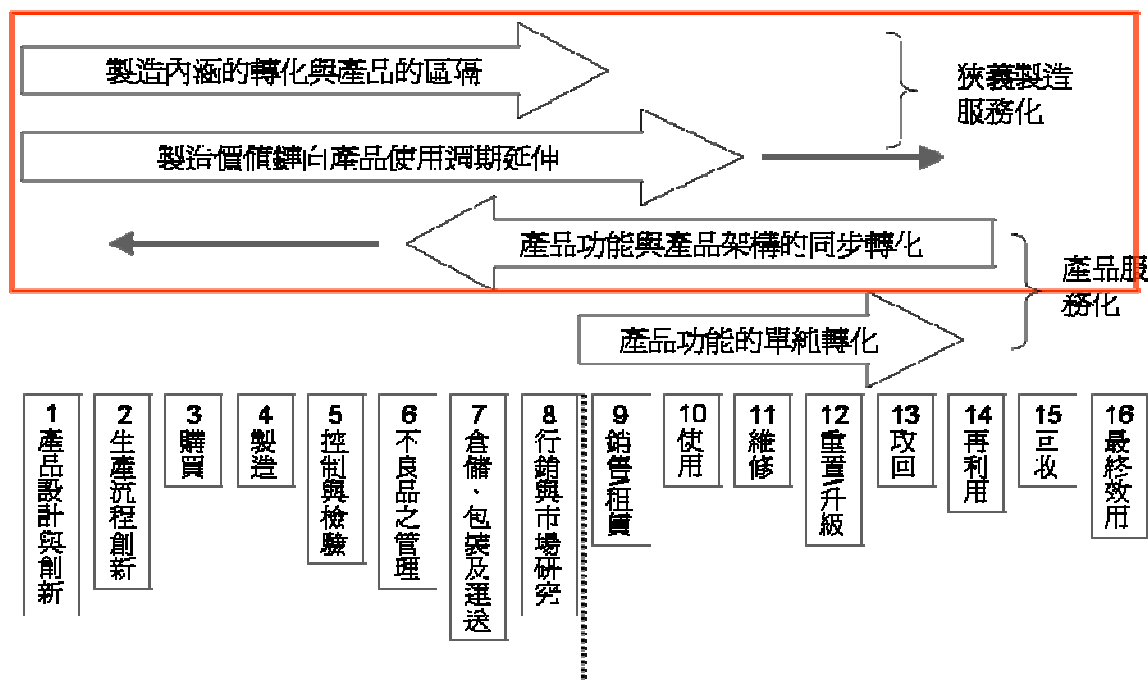 製造內涵的轉化與產品的區隔
狹義製造
服務化
製造價值鏈向產品使用週期延伸
產品功能與產品架構的同步轉化
產品服
務化
產品功能的單純轉化
1
產品設計與創新
2
生產流程創新
3
購買
4
製造
5
控制與檢驗
6
不良品之管理
7
倉儲、包裝及運送
8
行銷與市場研究
9
銷售/租賃
10
使用
11
維修
12
重置/升級
13
收回
14
再利用
15
回收
16
最終效用